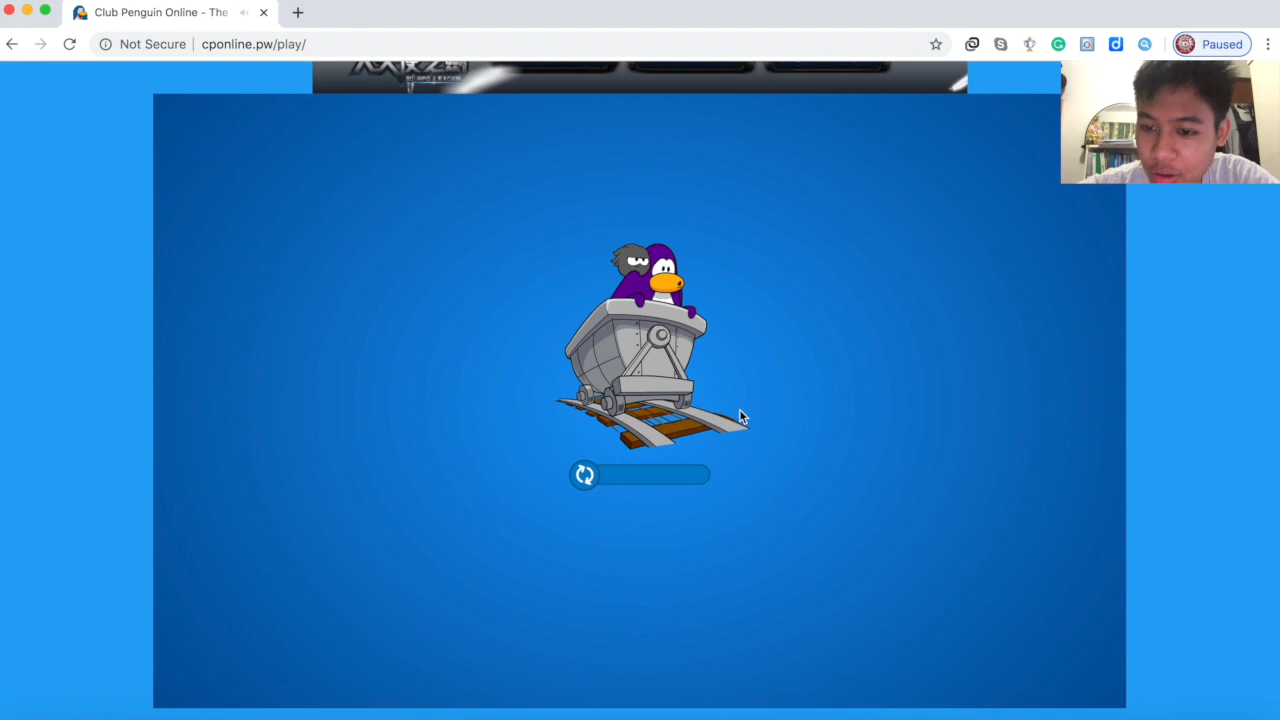 Club Penguin Online - The
Not Secure cponline.pw/play/
Paused